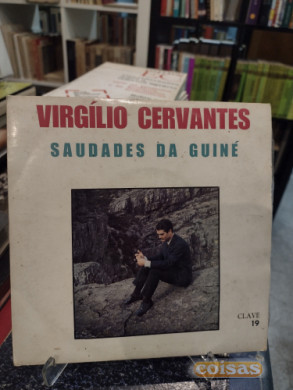 VIRGÍLIO CERVANTES
SAUDADES DA GUINÉ
CLAVE
19
coisas